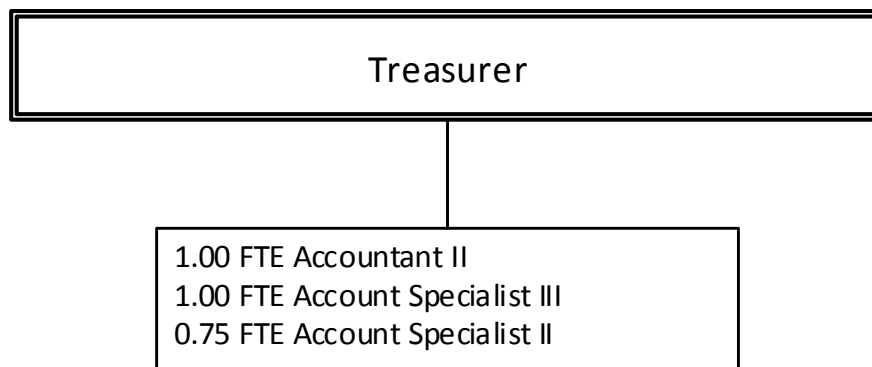 Treasurer
1.00 FTE Accountant II
1.00 FTE Account Specialist III
0.75 FTE Account Specialist II